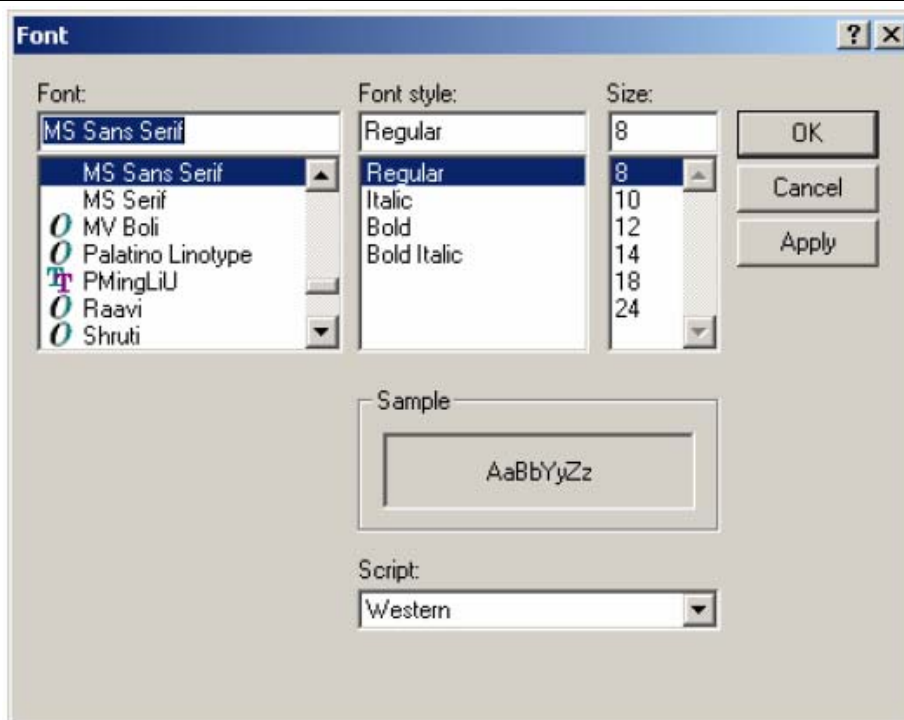 Font
Font:
MS Sans Serif
MS Sans Serif
MS Serif
MV Boli
Palatino Linotype
PMingLiU
Raavi
Shruti
Font style:
Regular
Regular
Italic
Bold
Bold Italic
Size:
8
8
10
12
14
18
24
OK
Cancel
Apply
Sample
AaBbYyZz
Script:
Western